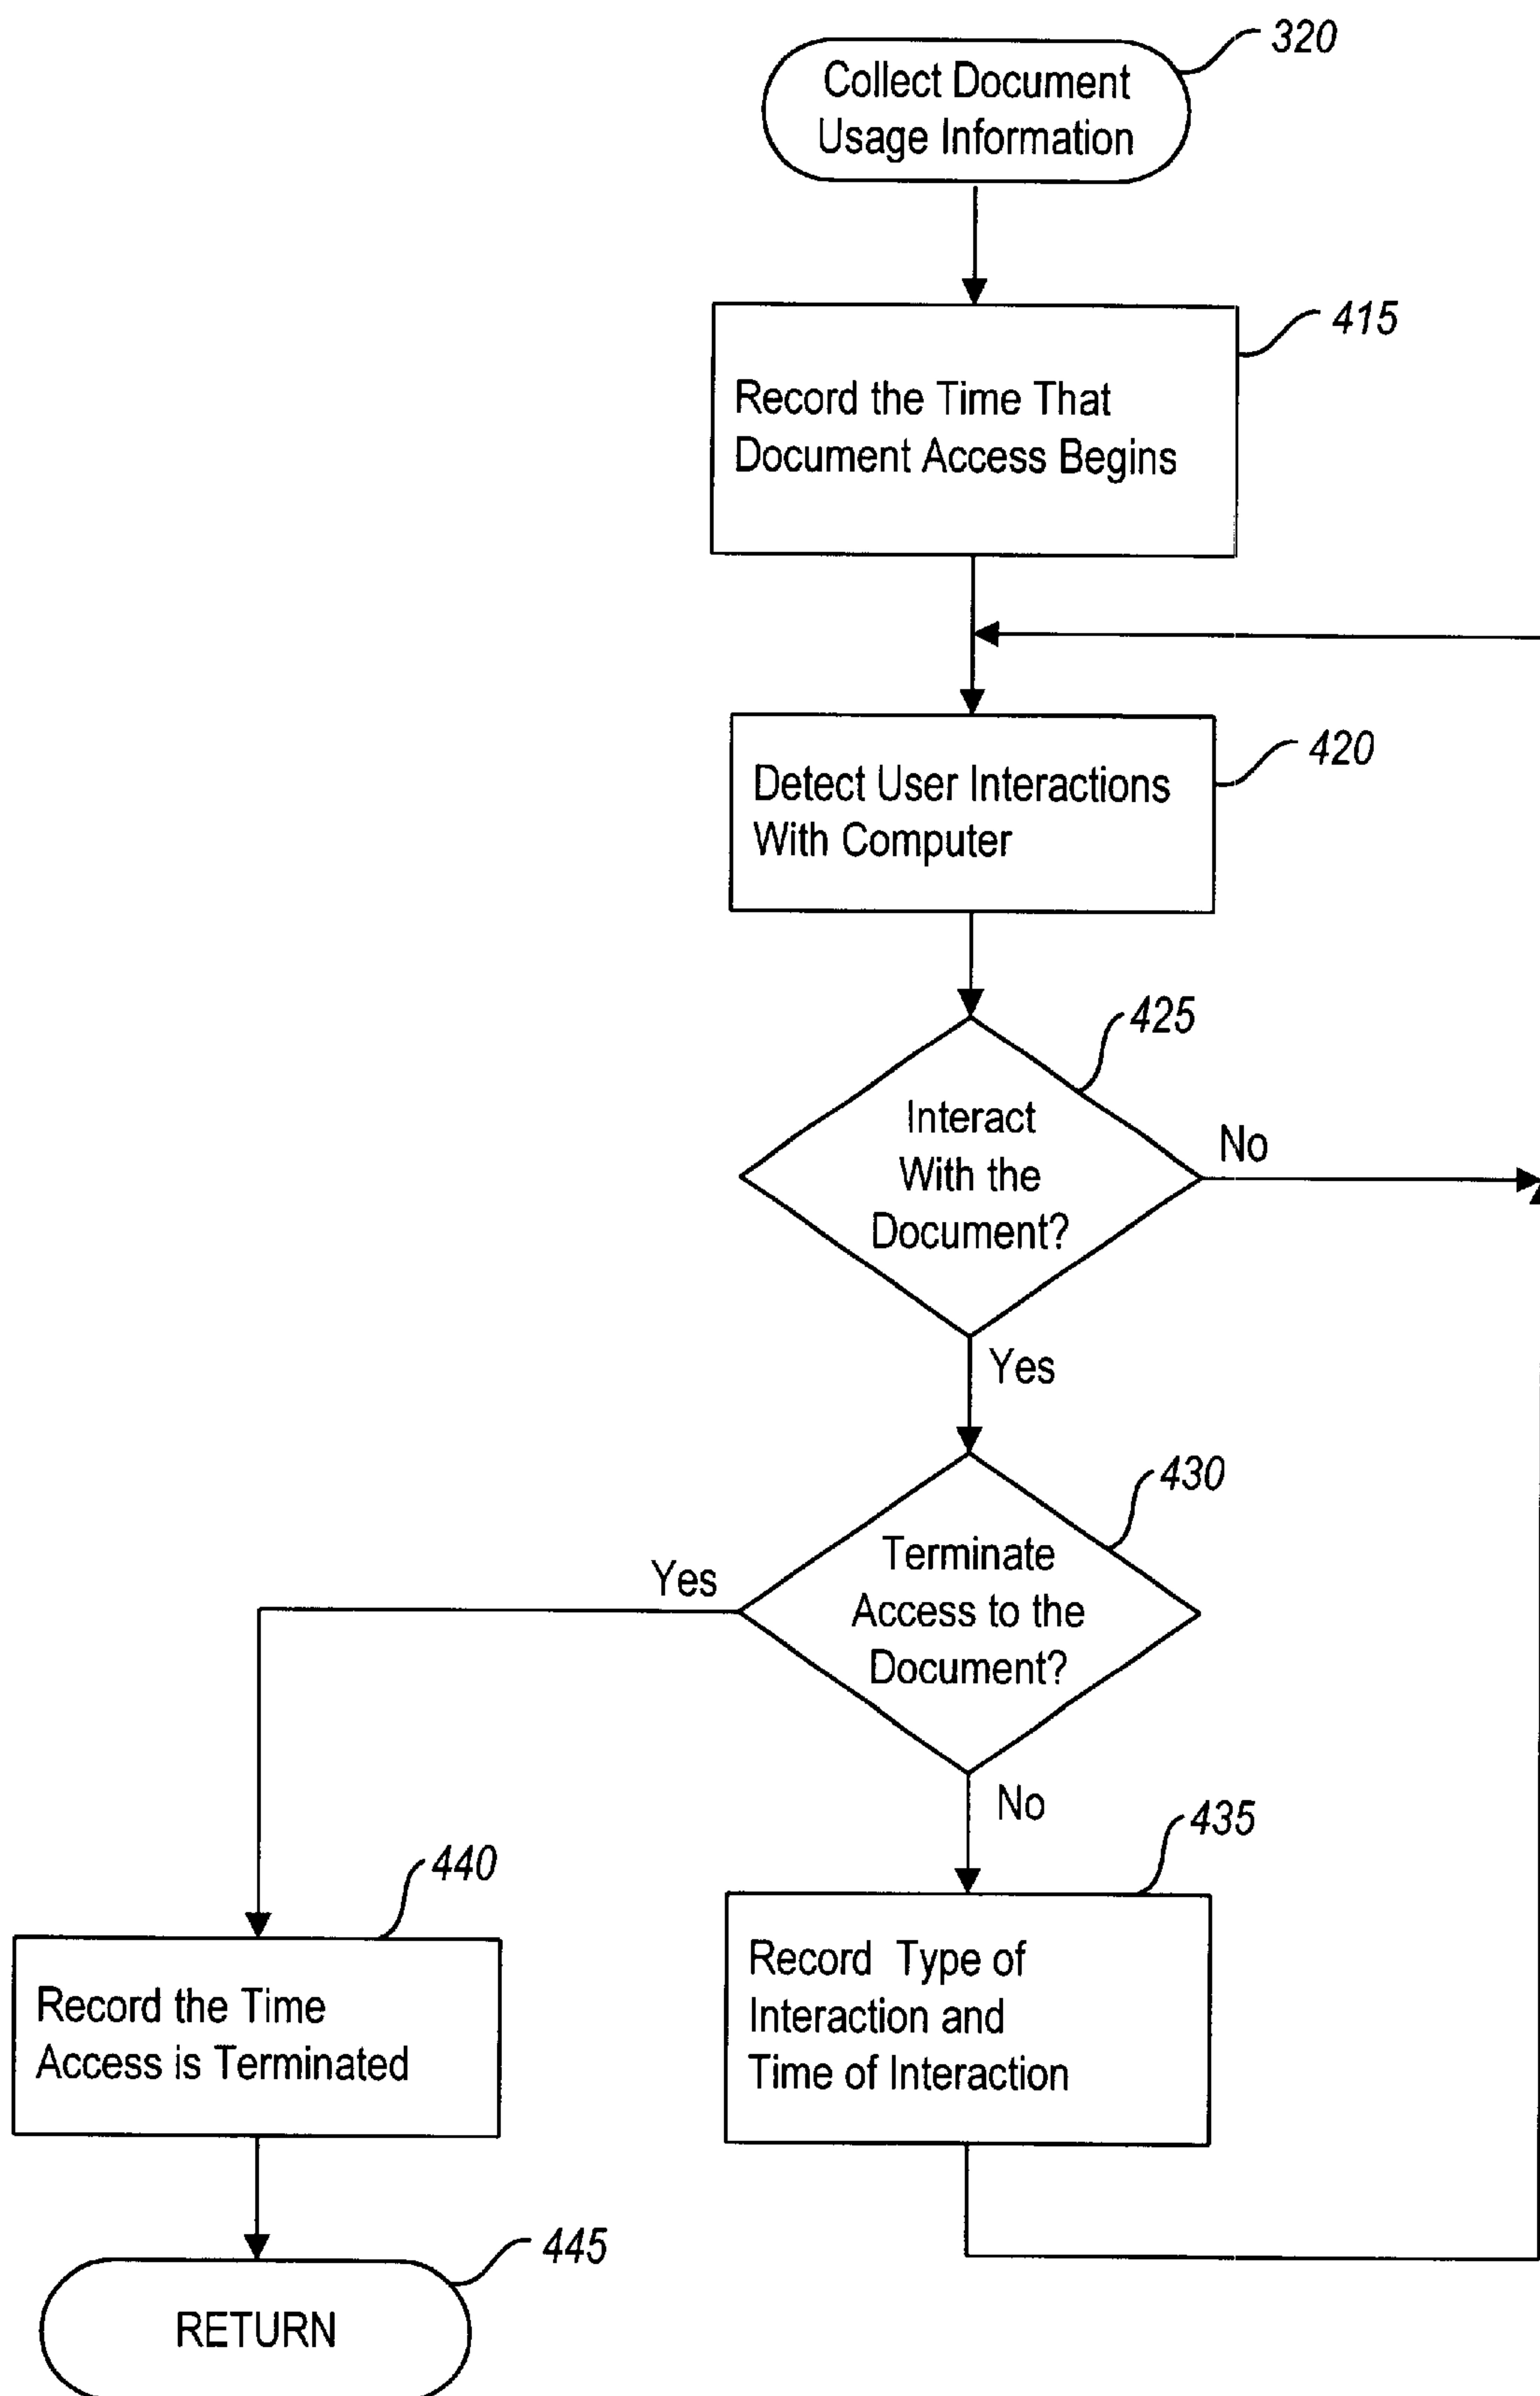 320
Collect Document
Usage Information
415
Record the Time That
Document Access Begins
420
Detect User Interactions
With Computer
425
Interact
With the
Document?
No
Yes
430
Terminate
Access to the
Document?
Yes
No
435
Record Type of
Interaction and
Time of Interaction
440
Record the Time
Access is Terminated
445
RETURN